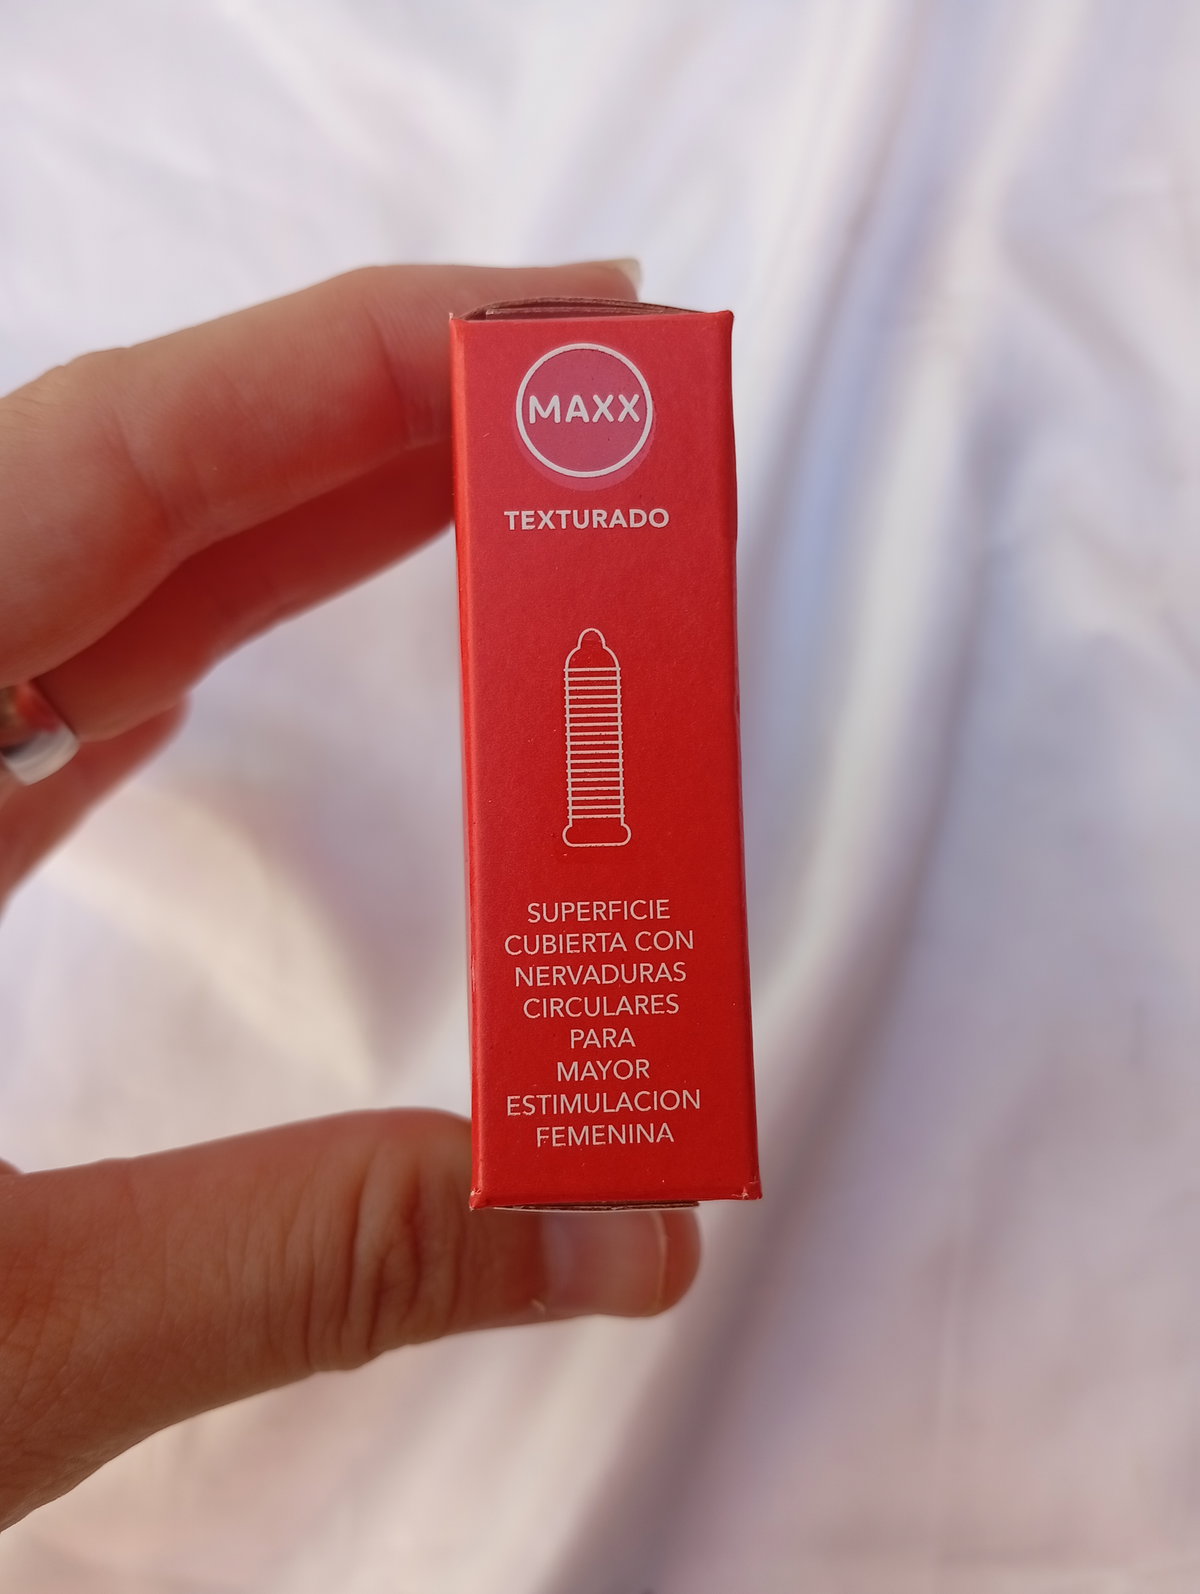 MAXX
TEXTURADO
SUPERFICIE
CUBIERTA CON
NERVADURAS
CIRCULARES
PARA
MAYOR
ESTIMULACION
FEMENINA